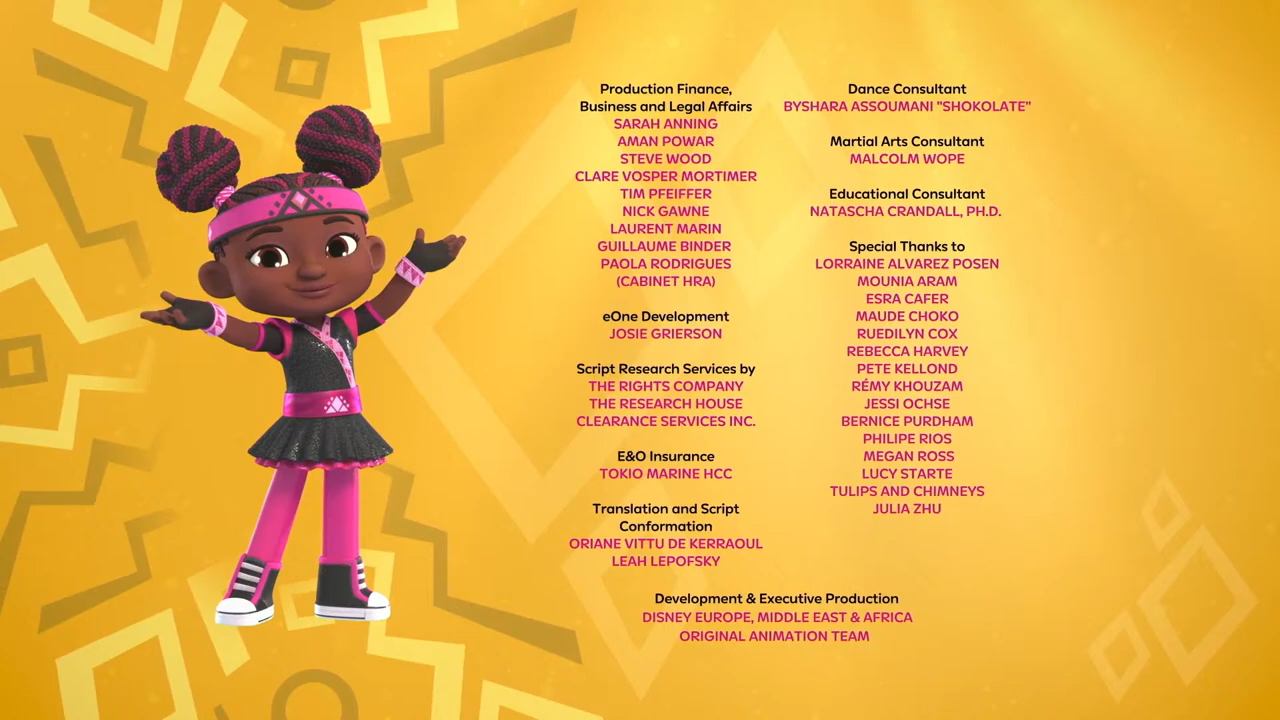 Production Finance,
Business and Legal Affairs
SARAH ANNING
AMAN POWAR
STEVE WOOD
CLARE VOSPER MORTIMER
TIM PFEIFFER
NICK GAWNE
LAURENT MARIN
GUILLAUME BINDER
PAOLA RODRIGUES
(CABINET HRA)
eOne Development
JOSIE GRIERSON
Script Research Services by
THE RIGHTS COMPANY
THE RESEARCH HOUSE
CLEARANCE SERVICES INC.
E&O Insurance
TOKIO MARINE HCC
Translation and Script
Conformation
ORIANE VITTU DE KERRAOUL
LEAH LEPOFSKY
Dance Consultant
BYSHARA ASSOUMANI "SHOKOLATE"
Martial Arts Consultant
MALCOLM WOPE
Educational Consultant
NATASCHA CRANDALL, PH.D.
Special Thanks to
LORRAINE ALVAREZ POSEN
MOUNIA ARAM
ESRA CAFER
MAUDE CHOKO
RUEDILYN COX
REBECCA HARVEY
PETE KELLOND
RÉMY KHOUZAM
JESSI OCHSE
BERNICE PURDHAM
PHILIPE RIOS
MEGAN ROSS
LUCY STARTE
TULIPS AND CHIMNEYS
JULIA ZHU
Development & Executive Production
DISNEY EUROPE, MIDDLE EAST & AFRICA
ORIGINAL ANIMATION TEAM